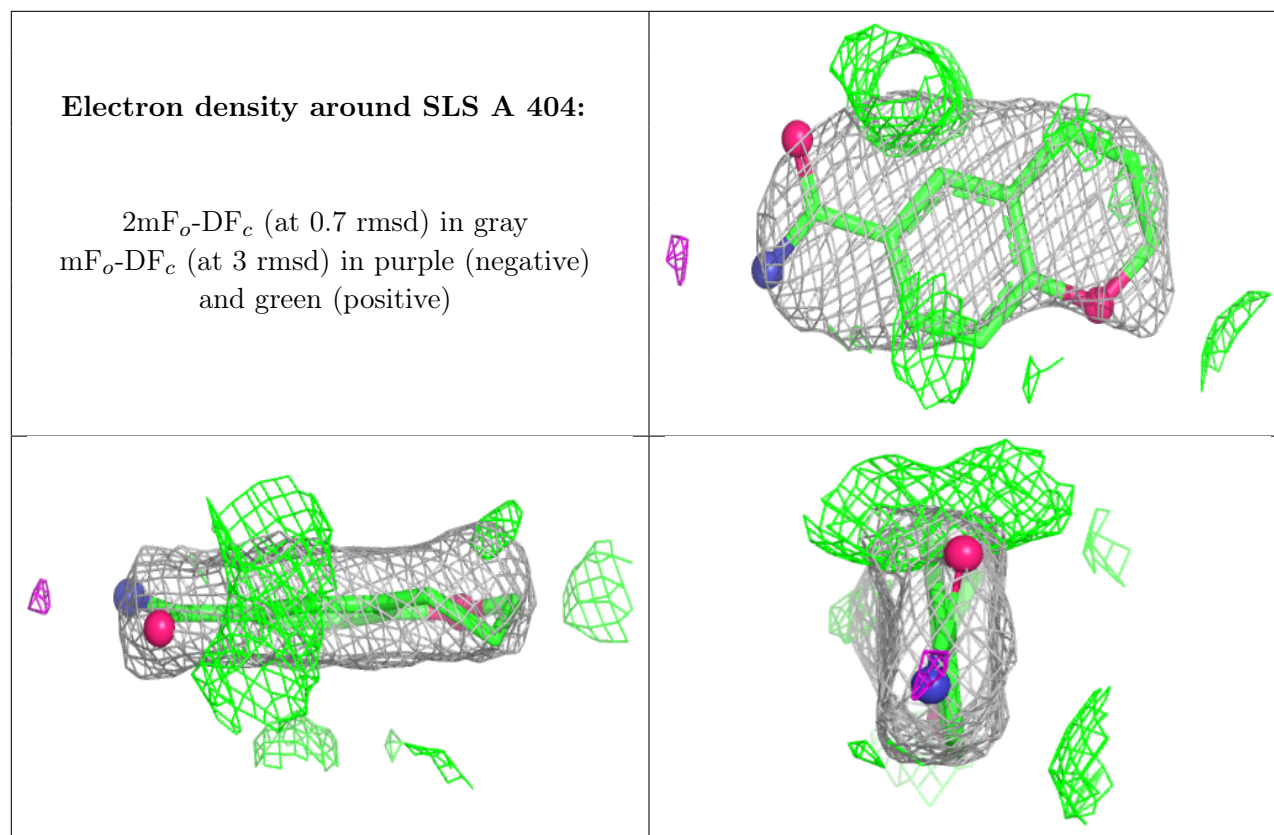 Electron density around SLS A 404:
2mFₒ-DF𝒸 (at 0.7 rmsd) in gray
mFₒ-DF𝒸 (at 3 rmsd) in purple (negative)
and green (positive)